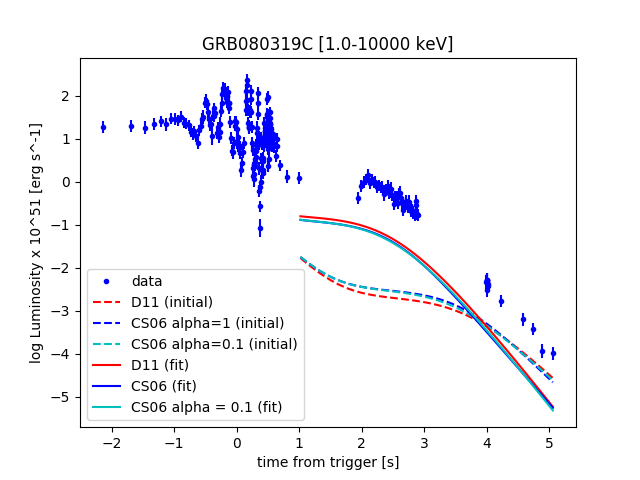 GRB080319C [1.0-10000 keV]
log Luminosity x 10^51 [erg s^-1]
2
1
0
−1
−2
−3
−4
−5
data
D11 (initial)
CS06 alpha=1 (initial)
CS06 alpha=0.1 (initial)
D11 (fit)
CS06 (fit)
CS06 alpha = 0.1 (fit)
−2 −1 0 1 2 3 4 5
time from trigger [s]